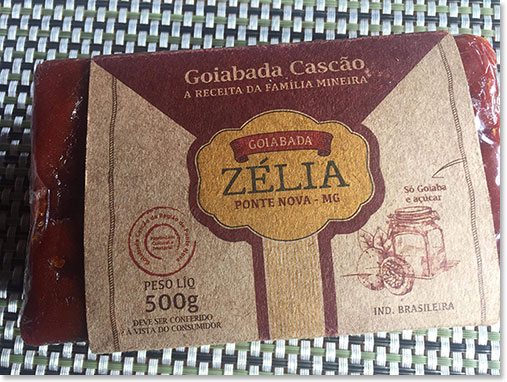 Goiabada Cascão
A RECEITA DA FAMÍLIA MINEIRA
GOIABADA
ZÉLIA
PONTE NOVA - MG
Só Goiaba
e açúcar
PESO LÍQ
500g
DEVE SER CONFERIDO
À VISTA DO CONSUMIDOR
IND. BRASILEIRA